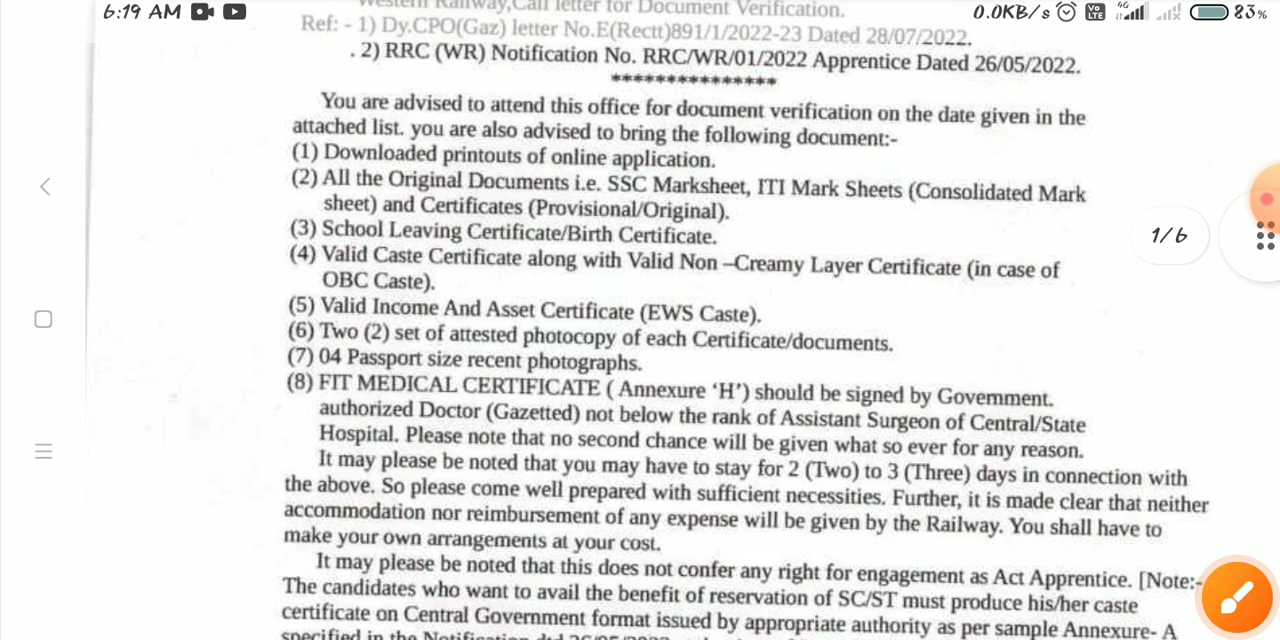 6:19 AM
0.0KB/s Vo LTE 4G 83%
Western Railway,Call letter for Document Verification.
Ref: - 1) Dy.CPO(Gaz) letter No.E(Rectt)891/1/2022-23 Dated 28/07/2022.
. 2) RRC (WR) Notification No. RRC/WR/01/2022 Apprentice Dated 26/05/2022.
***************
You are advised to attend this office for document verification on the date given in the
attached list. you are also advised to bring the following document:-
(1) Downloaded printouts of online application.
(2) All the Original Documents i.e. SSC Marksheet, ITI Mark Sheets (Consolidated Mark
sheet) and Certificates (Provisional/Original).
(3) School Leaving Certificate/Birth Certificate.
1/6
(4) Valid Caste Certificate along with Valid Non –Creamy Layer Certificate (in case of
OBC Caste).
(5) Valid Income And Asset Certificate (EWS Caste).
(6) Two (2) set of attested photocopy of each Certificate/documents.
(7) 04 Passport size recent photographs.
(8) FIT MEDICAL CERTIFICATE ( Annexure ‘H’) should be signed by Government.
authorized Doctor (Gazetted) not below the rank of Assistant Surgeon of Central/State
Hospital. Please note that no second chance will be given what so ever for any reason.
It may please be noted that you may have to stay for 2 (Two) to 3 (Three) days in connection with
the above. So please come well prepared with sufficient necessities. Further, it is made clear that neither
accommodation nor reimbursement of any expense will be given by the Railway. You shall have to
make your own arrangements at your cost.
It may please be noted that this does not confer any right for engagement as Act Apprentice. [Note:-
The candidates who want to avail the benefit of reservation of SC/ST must produce his/her caste
certificate on Central Government format issued by appropriate authority as per sample Annexure- A
specified in the Notification